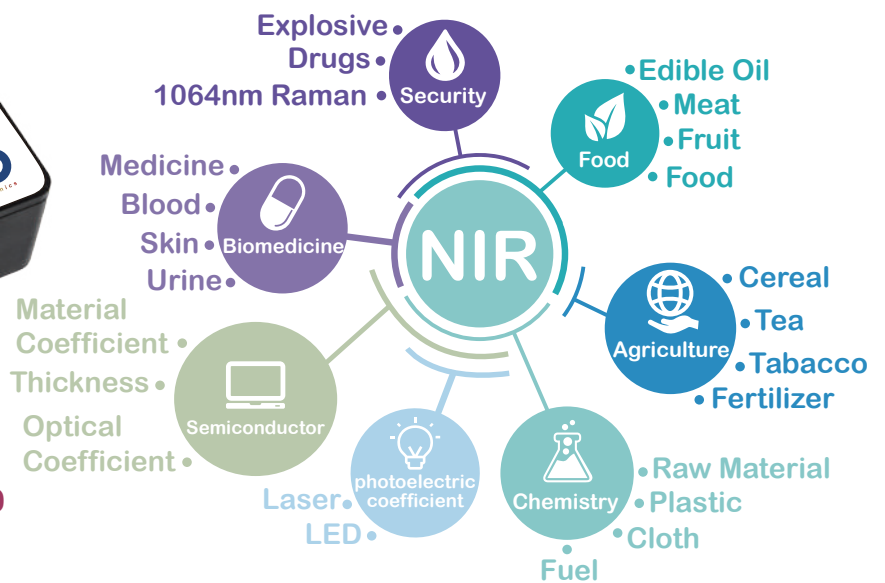 Explosive
Drugs
1064nm Raman
Security
Edible Oil
Meat
Fruit
Food
Food
Medicine
Blood
Skin
Urine
Biomedicine
NIR
Cereal
Tea
Tabacco
Fertilizer
Agriculture
Material
Coefficient
Thickness
Optical
Coefficient
Semiconductor
photoelectric
coefficient
Laser
LED
Chemistry
Raw Material
Plastic
Cloth
Fuel